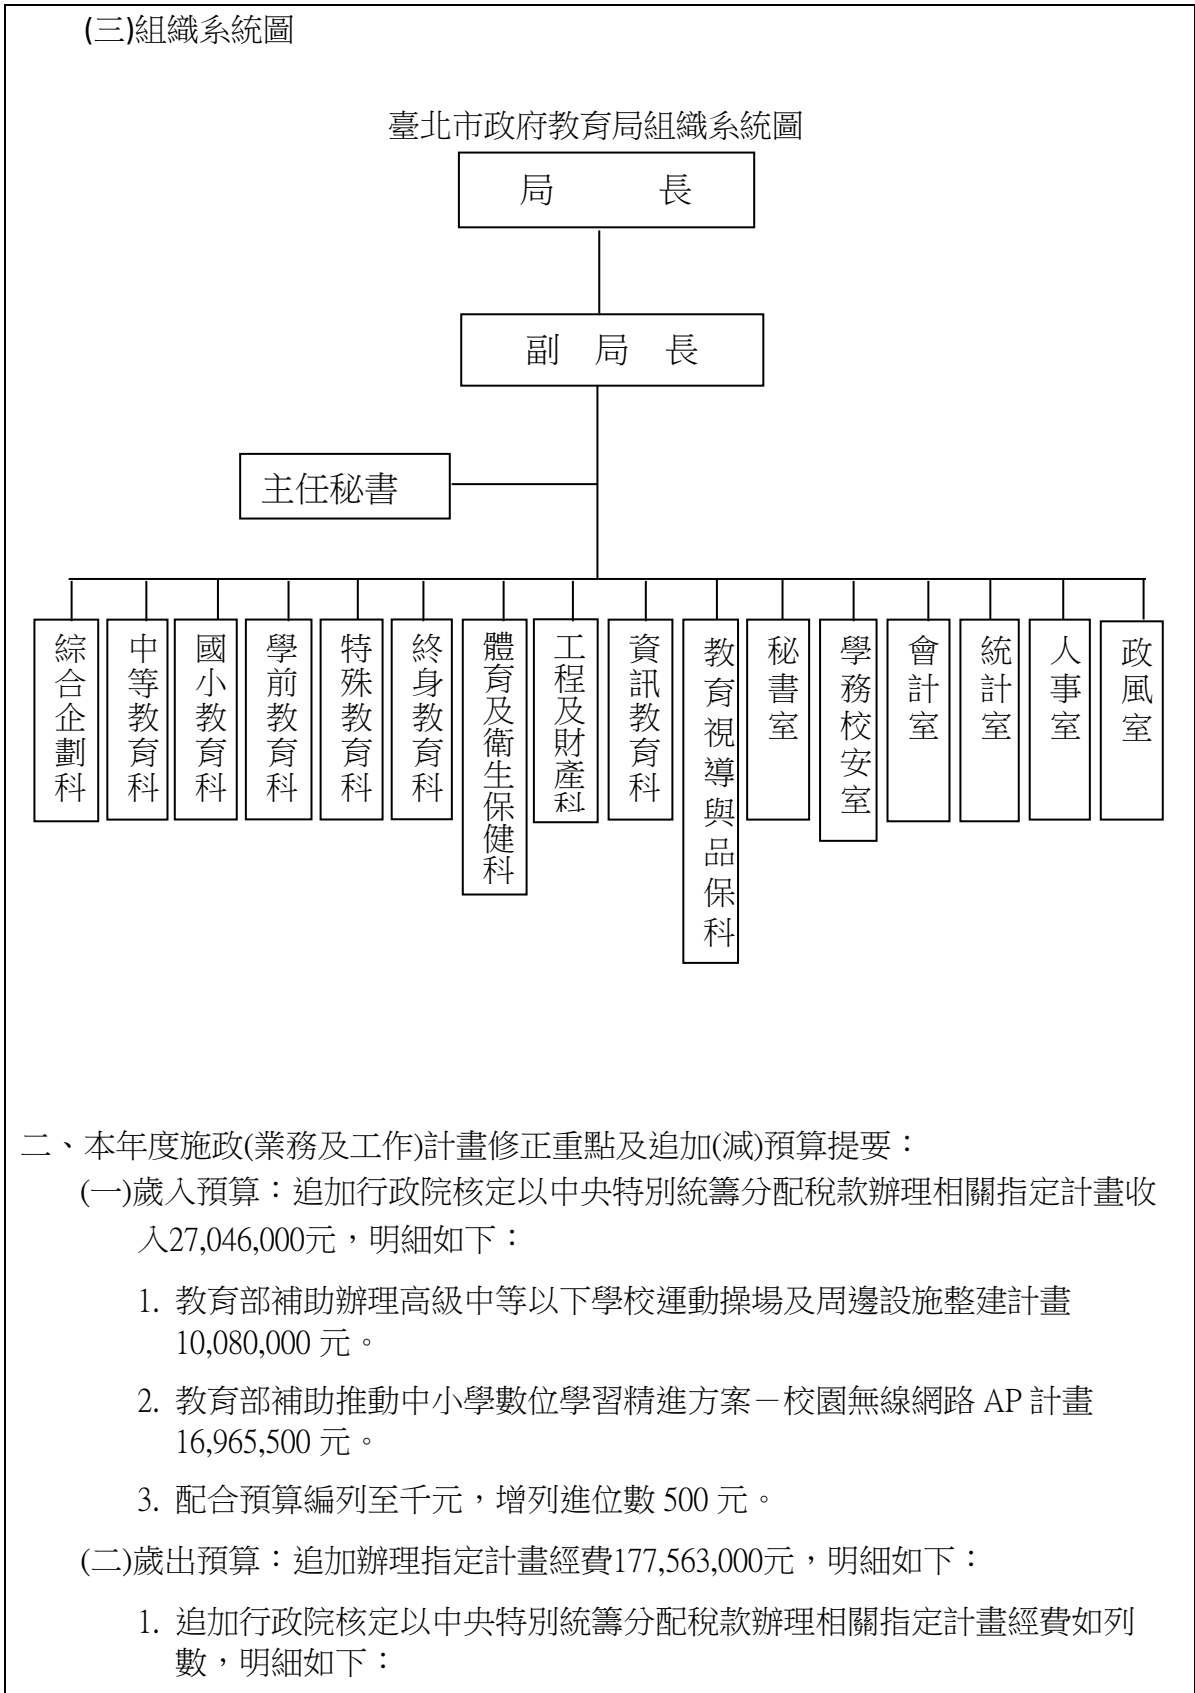 (三)組織系統圖
臺北市政府教育局組織系統圖
局長
副局長
主任秘書
綜合企劃科
中等教育科
國小教育科
學前教育科
特殊教育科
終身教育科
體育及衛生保健科
工程及財產科
資訊教育科
教育視導與品保科
秘書室
學務校安室
會計室
統計室
人事室
政風室
二、本年度施政(業務及工作)計畫修正重點及追加(減)預算提要：
(一)歲入預算：追加行政院核定以中央特別統籌分配稅款辦理相關指定計畫收
入27,046,000元，明細如下：
1. 教育部補助辦理高級中等以下學校運動操場及周邊設施整建計畫
10,080,000 元。
2. 教育部補助推動中小學數位學習精進方案－校園無線網路 AP 計畫
16,965,500 元。
3. 配合預算編列至千元，增列進位數 500 元。
(二)歲出預算：追加辦理指定計畫經費177,563,000元，明細如下：
1. 追加行政院核定以中央特別統籌分配稅款辦理相關指定計畫經費如列
數，明細如下：